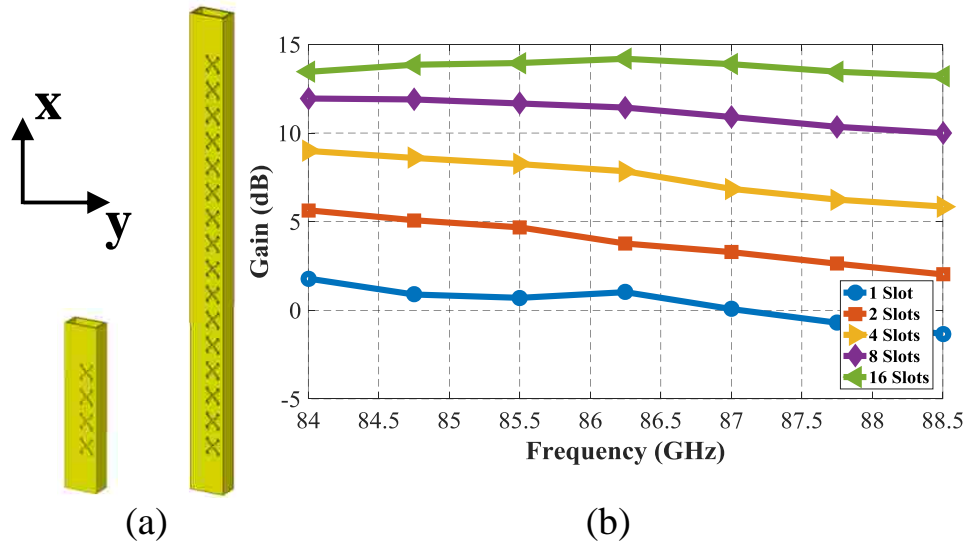 x
y
(a)
Gain (dB)
15
10
5
0
-5
84 84.5 85 85.5 86 86.5 87 87.5 88 88.5
Frequency (GHz)
1 Slot
2 Slots
4 Slots
8 Slots
16 Slots
(b)